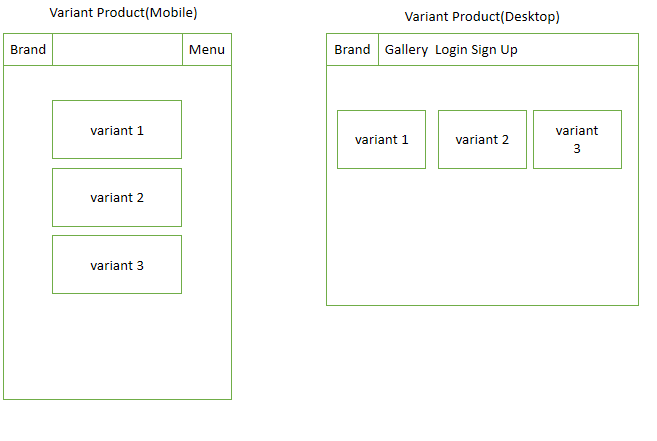 Variant Product(Mobile)
Brand
Menu
variant 1
variant 2
variant 3
Variant Product(Desktop)
Brand
Gallery  Login Sign Up
variant 1
variant 2
variant
3